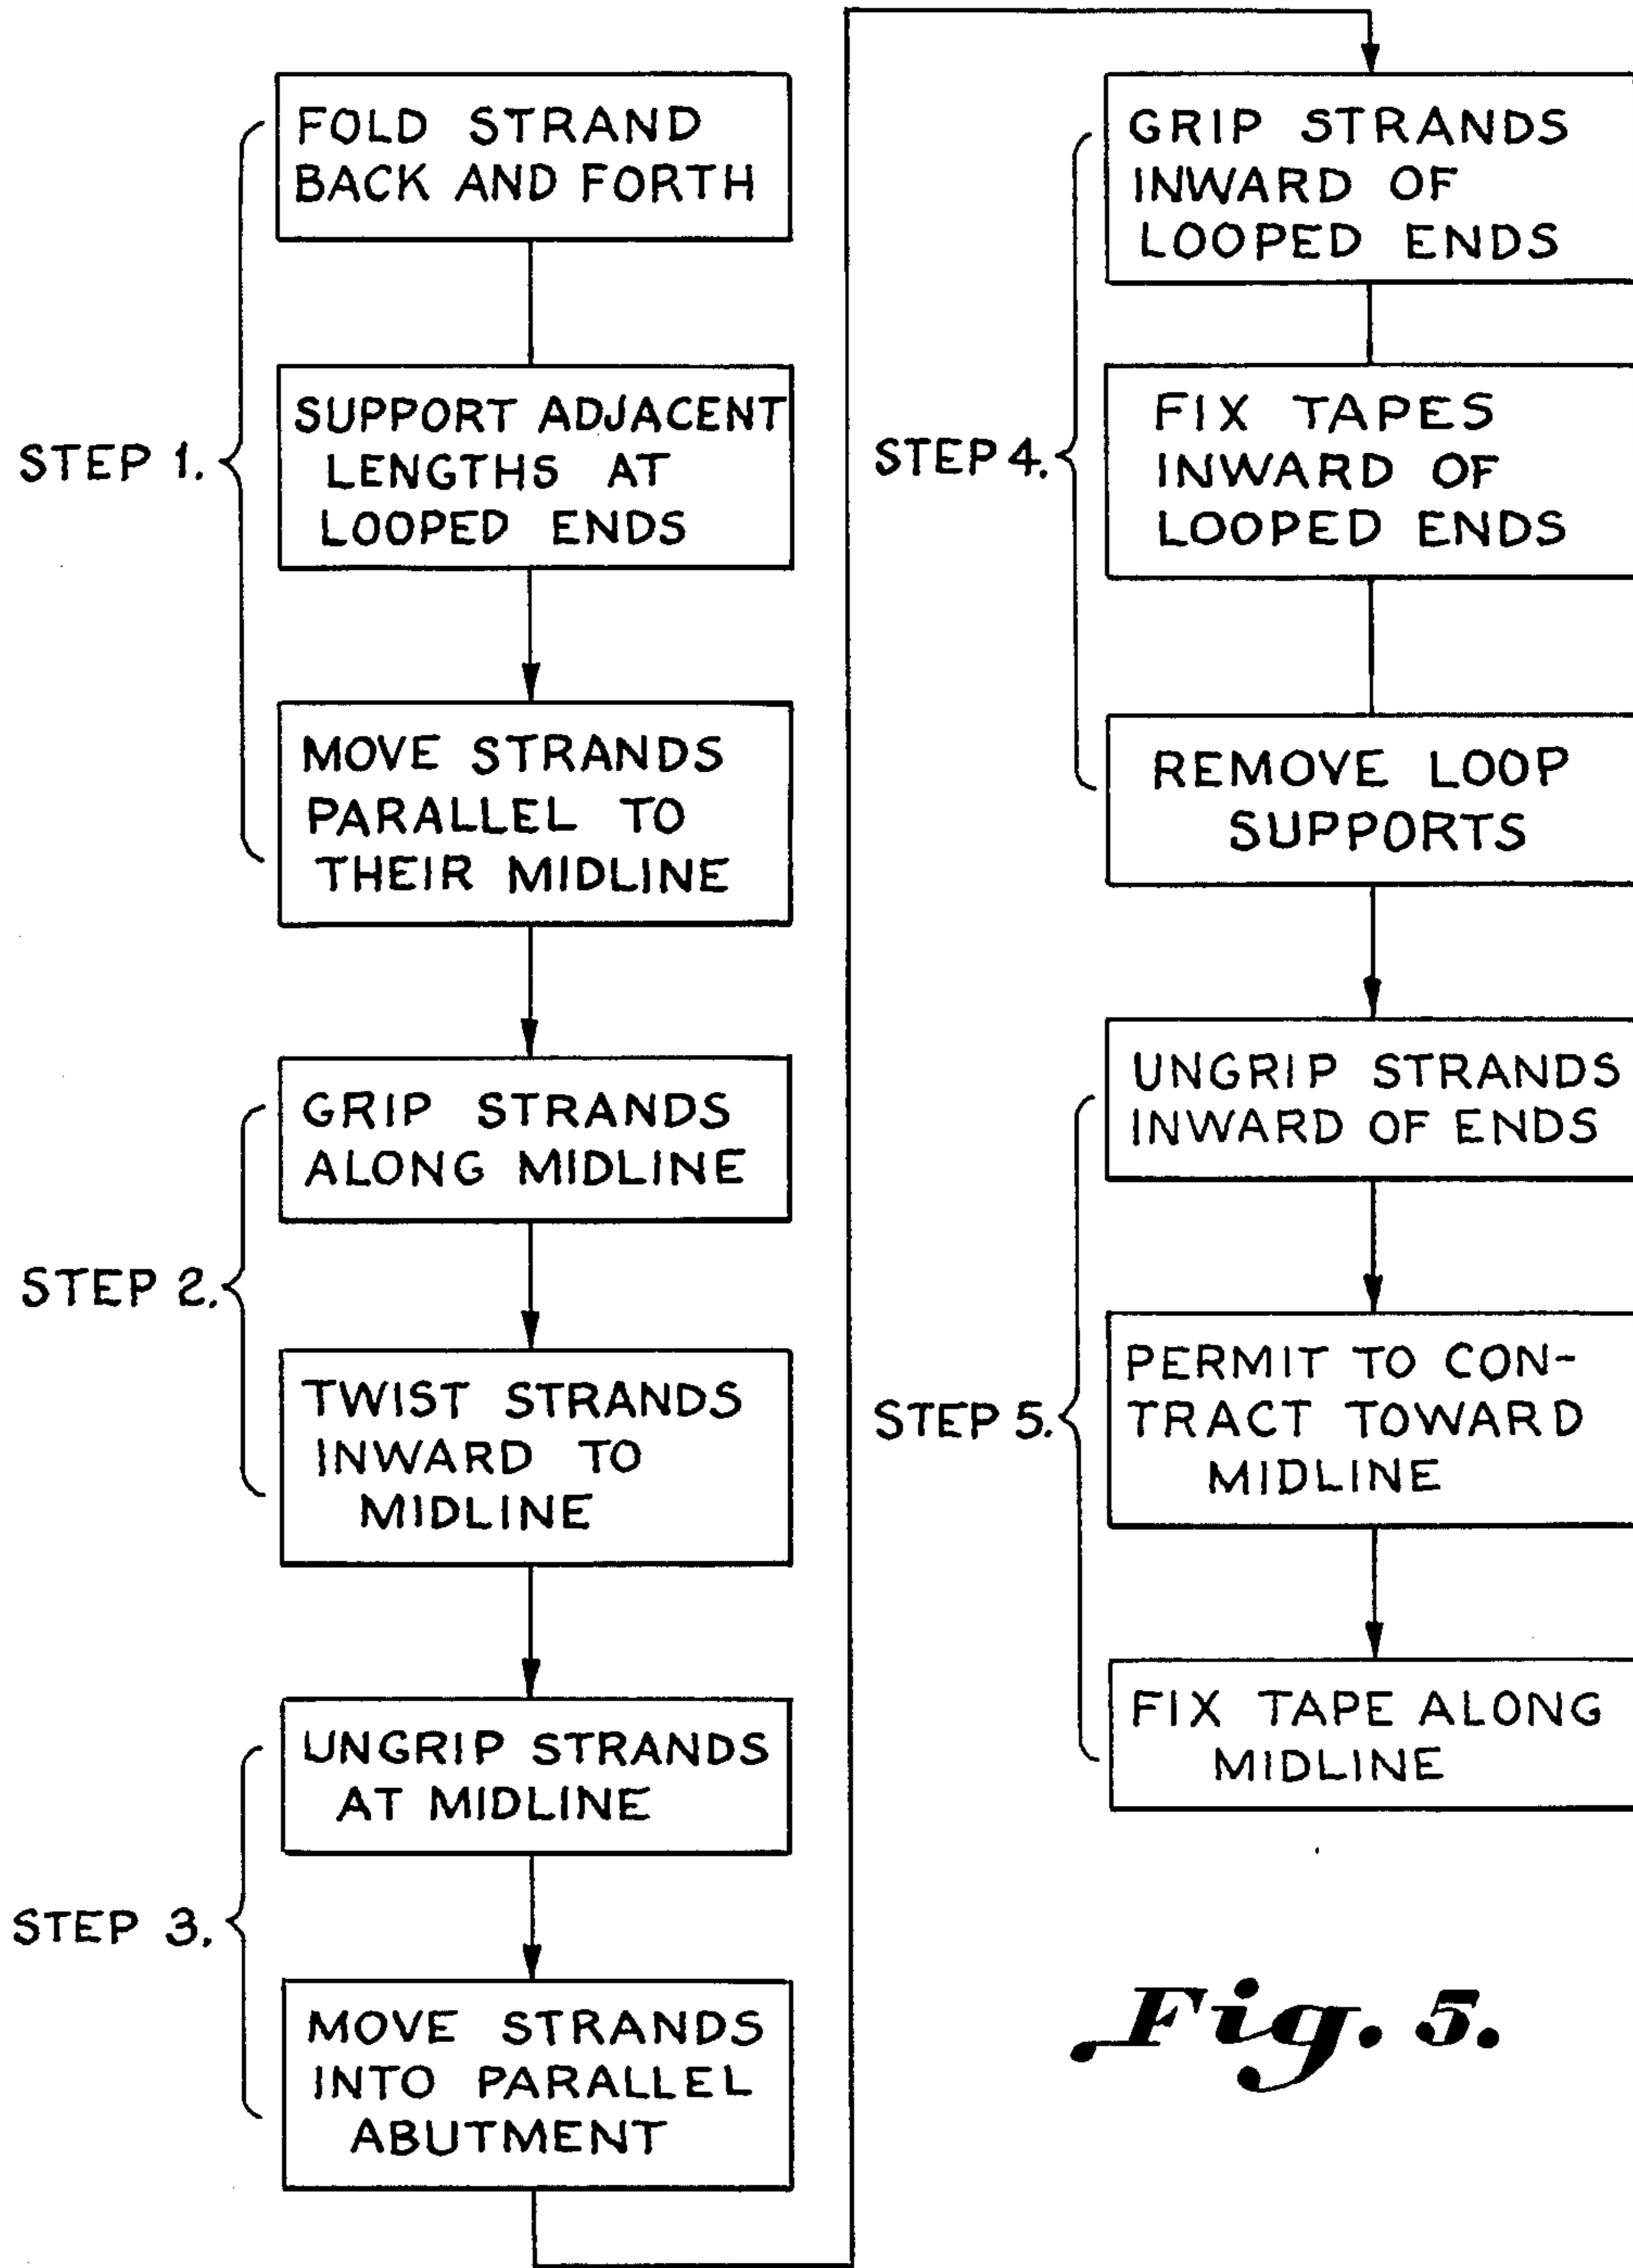 STEP 1.
FOLD STRAND
BACK AND FORTH
SUPPORT ADJACENT
LENGTHS AT
LOOPED ENDS
MOVE STRANDS
PARALLEL TO
THEIR MIDLINE
STEP 2.
GRIP STRANDS
ALONG MIDLINE
TWIST STRANDS
INWARD TO
MIDLINE
STEP 3.
UNGRIP STRANDS
AT MIDLINE
MOVE STRANDS
INTO PARALLEL
ABUTMENT
STEP 4.
GRIP STRANDS
INWARD OF
LOOPED ENDS
FIX TAPES
INWARD OF
LOOPED ENDS
REMOVE LOOP
SUPPORTS
STEP 5.
UNGRIP STRANDS
INWARD OF ENDS
PERMIT TO CON-
TRACT TOWARD
MIDLINE
FIX TAPE ALONG
MIDLINE
Fig. 5.